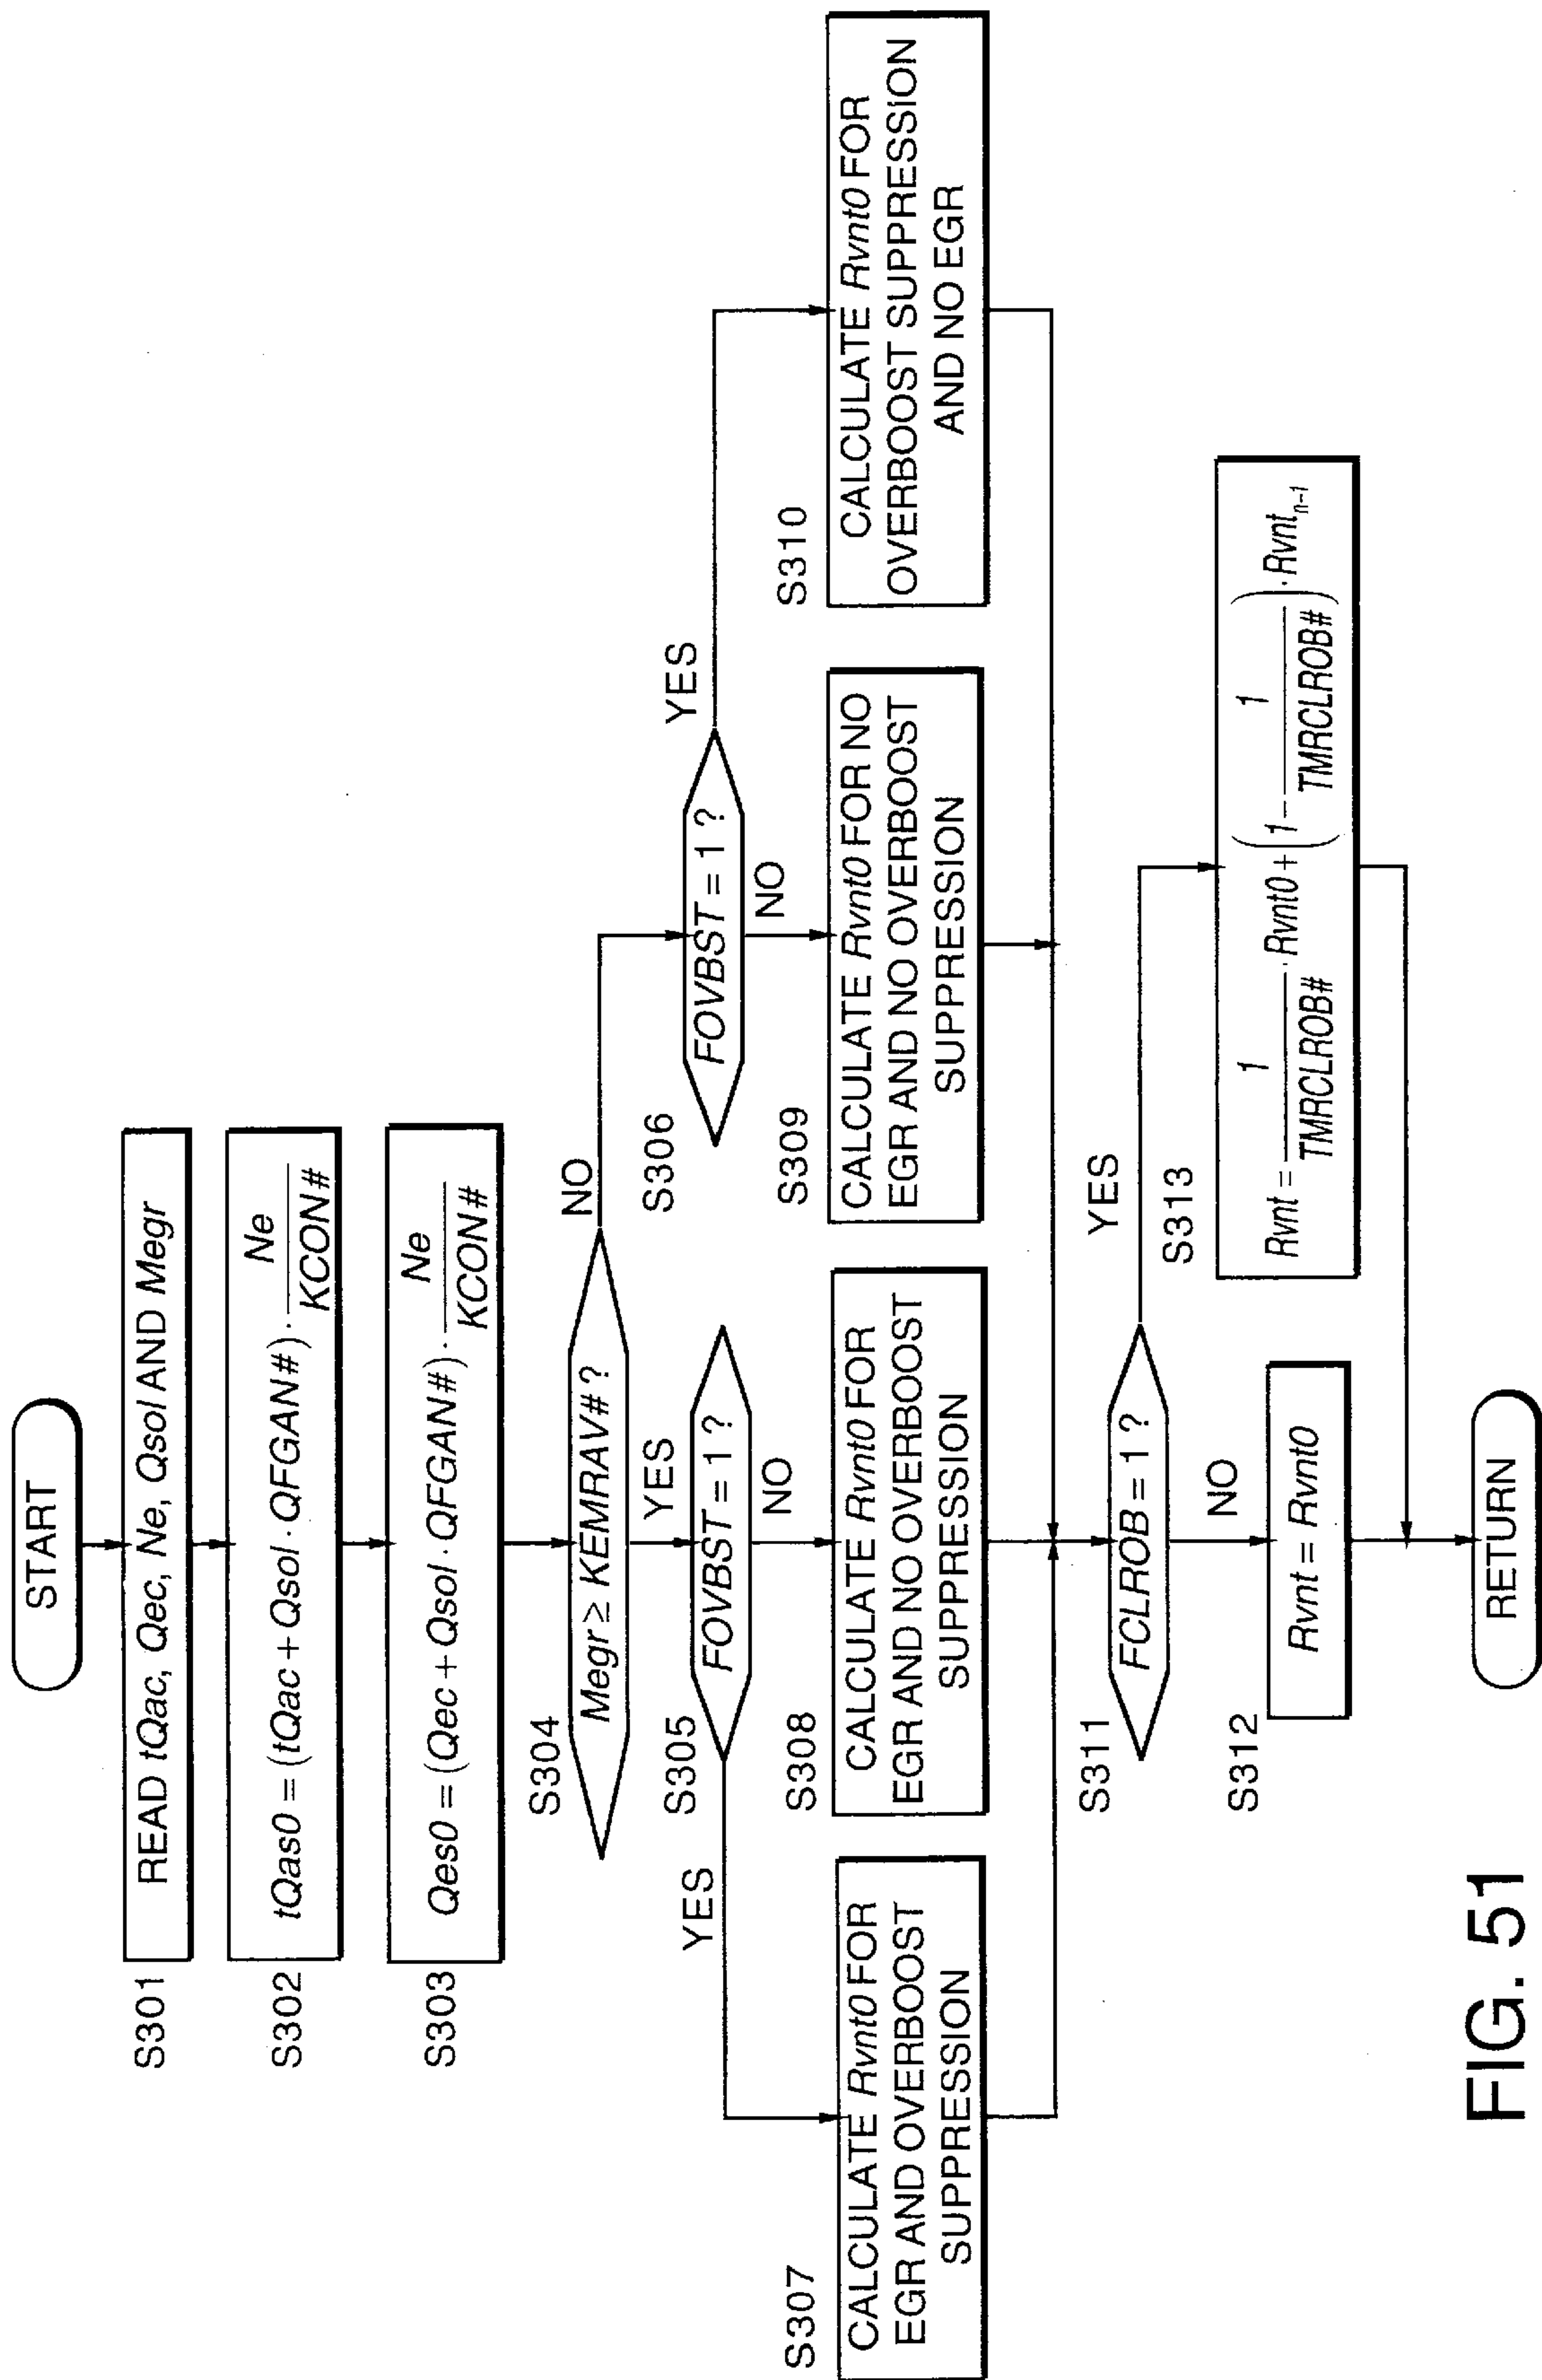 START
S301
READ tQac, Qec, Ne, Qsol AND Megr
S302
tQas0 = (tQac + Qsol · QFGAN#) · Ne / KCON#
S303
Qes0 = (Qec + Qsol · QFGAN#) · Ne / KCON#
S304
Megr ≥ KEMRAV# ?
NO
YES
S305
FOVBST = 1 ?
YES
NO
S306
FOVBST = 1 ?
YES
NO
S307
CALCULATE Rvnt0 FOR
EGR AND OVERBOOST
SUPPRESSION
S308
CALCULATE Rvnt0 FOR
EGR AND NO OVERBOOST
SUPPRESSION
S309
CALCULATE Rvnt0 FOR NO
EGR AND NO OVERBOOST
SUPPRESSION
S310
CALCULATE Rvnt0 FOR
OVERBOOST SUPPRESSION
AND NO EGR
S311
FCLROB = 1 ?
YES
NO
S312
Rvnt = Rvnt0
S313
Rvnt = 1 / TMRCLROB# · Rvnt0 + (1 - 1 / TMRCLROB#) · Rvntₙ₋₁
RETURN
FIG. 51